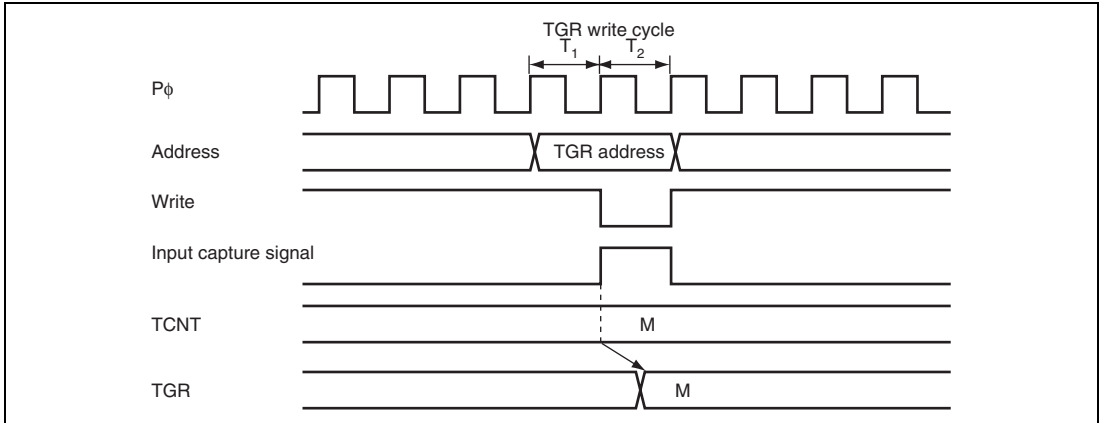 TGR write cycle
T1 T2
Pφ
Address TGR address
Write
Input capture signal
TCNT M
TGR M